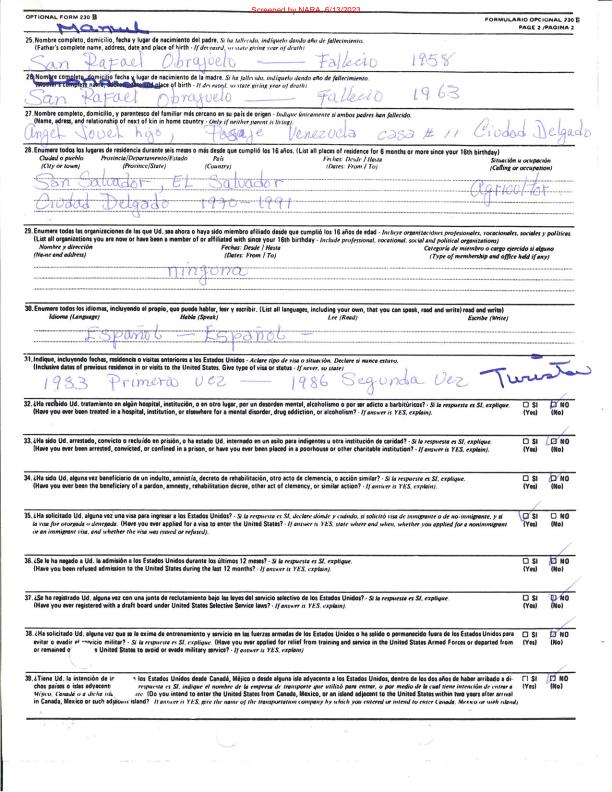 Screened by NARA, 6/13/2023
OPTIONAL FORM 230 B
FORMULARIO OPCIONAL 230 B
PAGE 2 / PAGINA 2
Manuel
25. Nombre completo, domicilio, fecha y lugar de nacimiento del padre. Si ha fallecido, indíquelo dando año de fallecimiento.
(Father's complete name, address, date and place of birth - If deceased, so state giving year of death)
San Rafael Obrajuelo — Fallecio 1958
26. Nombre completo, domicilio fecha y lugar de nacimiento de la madre. Si ha fallecido, indíquelo dando año de fallecimiento.
(Mother's complete name, address, date and place of birth - If deceased, so state giving year of death)
San Rafael Obrajuelo — Fallecio 1963
27. Nombre completo, domicilio, y parentesco del familiar más cercano en su país de origen - Indique únicamente si ambos padres han fallecido.
(Name, adress, and relationship of next of kin in home country - Only if neither parent is living).
Angel Jovel hijo, Pasaje Venezuela casa # 11 Ciudad Delgado
28. Enumere todos los lugares de residencia durante seis meses o más desde que cumplió los 16 años. (List all places of residence for 6 months or more since your 16th birthday)
Ciudad o pueblo Provincia/Departamento/Estado País Fechas: Desde / Hasta Situación u ocupación
(City or town) (Province/State) (Country) (Dates: From / To) (Calling or occupation)
San Salvador, EL Salvador Agricultor
Ciudad Delgado 1970-1991
29. Enumere todas las organizaciones de las que Ud. sea ahora o haya sido miembro afiliado desde que cumplió los 16 años de edad - Incluye organizaciones profesionales, vocacionales, sociales y políticas
(List all organizations you are now or have been a member of or affiliated with since your 16th birthday - Include professional, vocational, social and political organizations)
Nombre y dirección Fechas: Desde / Hasta Categoría de miembro o cargo ejercido si alguno
(Name and address) (Dates: From / To) (Type of membership and office held if any)
ninguna
30. Enumere todos los idiomas, incluyendo el propio, que puede hablar, leer y escribir. (List all languages, including your own, that you can speak, read and write)
Idioma (Language) Habla (Speak) Lee (Read) Escribe (Write)
Español — Español —
31. Indique, incluyendo fechas, residencia o visitas anteriores a los Estados Unidos - Aclare tipo de visa o situación. Declare si nunca estuvo.
(Inclusive dates of previous residence in or visits to the United States. Give type of visa or status - If never, so state)
1983 Primera vez — 1986 Segunda Vez Turista
32. ¿Ha recibido Ud. tratamiento en algún hospital, institución, o en otro lugar, por un desorden mental, alcoholismo o por ser adicto a barbitúricos? - Si la respuesta es SI, explique.
(Have you ever been treated in a hospital, institution, or elsewhere for a mental disorder, drug addiction, or alcoholism? - If answer is YES, explain).
SI NO
(Yes) (No)
33. ¿Ha sido Ud. arrestado, convicto o recluído en prisión, o ha estado Ud. internado en un asilo para indigentes u otra institución de caridad? - Si la respuesta es SI, explique.
(Have you ever been arrested, convicted, or confined in a prison, or have you ever been placed in a poorhouse or other charitable institution? - If answer is YES, explain).
SI NO
(Yes) (No)
34. ¿Ha sido Ud. alguna vez beneficiario de un indulto, amnistía, decreto de rehabilitación, otro acto de clemencia, o acción similar? - Si la respuesta es SI, explique.
(Have you ever been the beneficiary of a pardon, amnesty, rehabilitation decree, other act of clemency, or similar action? - If answer is YES, explain).
SI NO
(Yes) (No)
35. ¿Ha solicitado Ud. alguna vez una visa para ingresar a los Estados Unidos? - Si la respuesta es SI, declare dónde y cuándo, si solicitó visa de inmigrante o de no-inmigrante, y si
la visa fue otorgada o denegada. (Have you ever applied for a visa to enter the United States? - If answer is YES, state where and when, whether you applied for a nonimmigrant
or an immigrant visa, and whether the visa was issued or refused).
SI NO
(Yes) (No)
36. ¿Se le ha negado a Ud. la admisión a los Estados Unidos durante los últimos 12 meses? - Si la respuesta es SI, explique.
(Have you been refused admission to the United States during the last 12 months? - If answer is YES, explain).
SI NO
(Yes) (No)
37. ¿Se ha registrado Ud. alguna vez con una junta de reclutamiento bajo las leyes del servicio selectivo de los Estados Unidos? - Si la respuesta es SI, explique.
(Have you ever registered with a draft board under United States Selective Service laws? - If answer is YES, explain).
SI NO
(Yes) (No)
38. ¿Ha solicitado Ud. alguna vez que se le exima de entrenamiento y servicio en las fuerzas armadas de los Estados Unidos o ha salido o permanecido fuera de los Estados Unidos para
evitar o evadir el servicio militar? - Si la respuesta es SI, explique. (Have you ever applied for relief from training and service in the United States Armed Forces or departed from
or remained o s United States to avoid or evade military service? - If answer is YES, explain)
SI NO
(Yes) (No)
39. ¿Tiene Ud. la intención de ir los Estados Unidos desde Canadá, Méjico o desde alguna isla adyacente a los Estados Unidos, dentro de los dos años de haber arribado a di-
chos países o islas adyacent respuesta es SI, indique el nombre de la empresa de transporte que utilizó para entrar, o por medio de la cual tiene intención de entrar a
Méjico, Canadá o a dicha isla (Do you intend to enter the United States from Canada, Mexico, or an island adjacent to the United States within two years after arrival
in Canada, Mexico or such adjacent island? - If answer is YES, give the name of the transportation company by which you entered or intend to enter Canada, Mexico or such island)
SI NO
(Yes) (No)